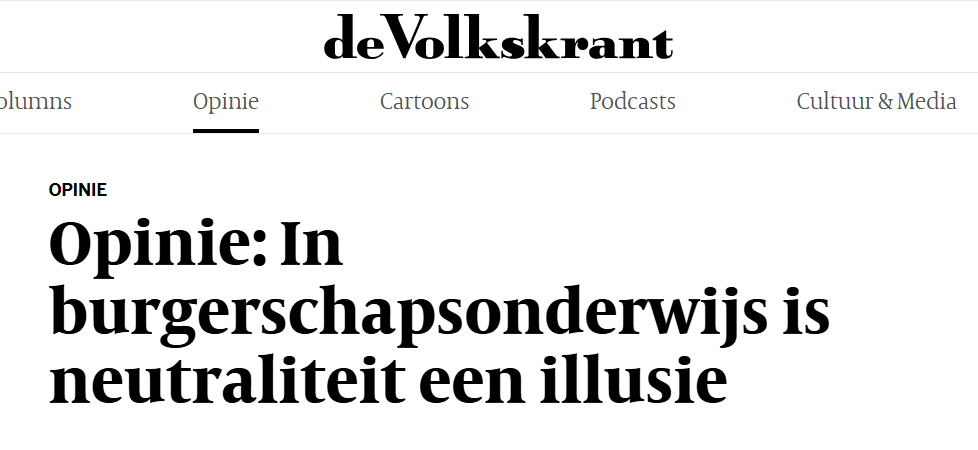 deVolkskrant
olumns Opinie Cartoons Podcasts Cultuur & Media
OPINIE
Opinie: In
burgerschapsonderwijs is
neutraliteit een illusie